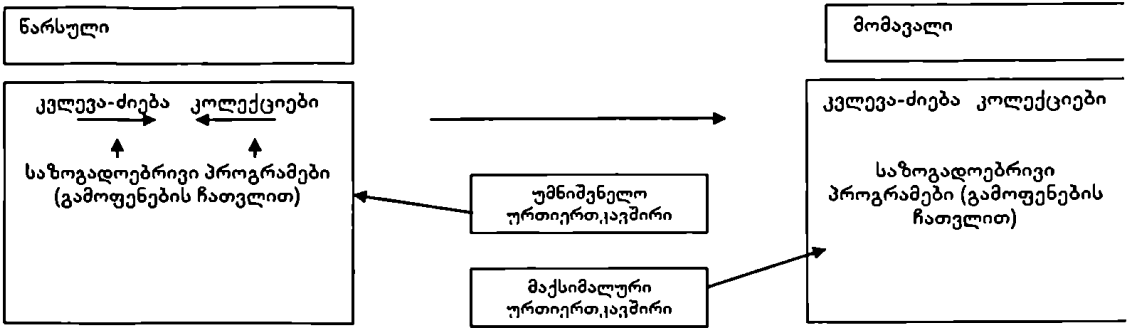 წარსული
მომავალი
კვლევა-ძიება კოლექციები
საზოგადოებრივი პროგრამები
(გამოფენების ჩათვლით)
უმნიშვნელო
ურთიერთკავშირი
მაქსიმალური
ურთიერთკავშირი
კვლევა-ძიება კოლექციები
საზოგადოებრივი
პროგრამები (გამოფენების
ჩათვლით)